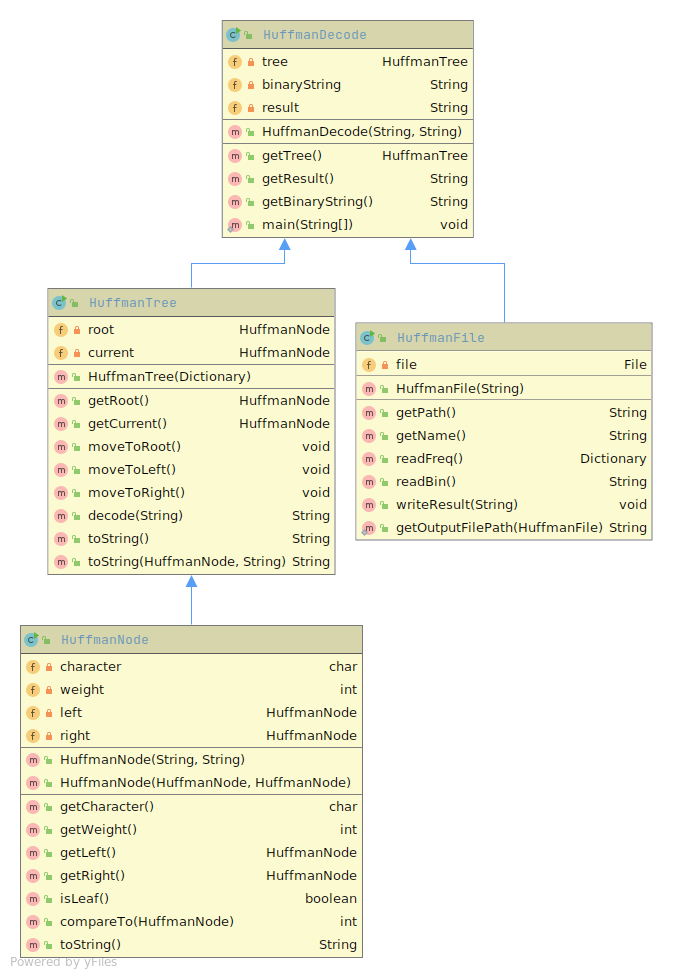 HuffmanDecode
tree HuffmanTree
binaryString String
result String
HuffmanDecode(String, String)
getTree() HuffmanTree
getResult() String
getBinaryString() String
main(String[]) void
HuffmanTree
root HuffmanNode
current HuffmanNode
HuffmanTree(Dictionary)
getRoot() HuffmanNode
getCurrent() HuffmanNode
moveToRoot() void
moveToLeft() void
moveToRight() void
decode(String) String
toString() String
toString(HuffmanNode, String) String
HuffmanFile
file File
HuffmanFile(String)
getPath() String
getName() String
readFreq() Dictionary
readBin() String
writeResult(String) void
getOutputFilePath(HuffmanFile) String
HuffmanNode
character char
weight int
left HuffmanNode
right HuffmanNode
HuffmanNode(String, String)
HuffmanNode(HuffmanNode, HuffmanNode)
getCharacter() char
getWeight() int
getLeft() HuffmanNode
getRight() HuffmanNode
isLeaf() boolean
compareTo(HuffmanNode) int
toString() String
Powered by yFiles